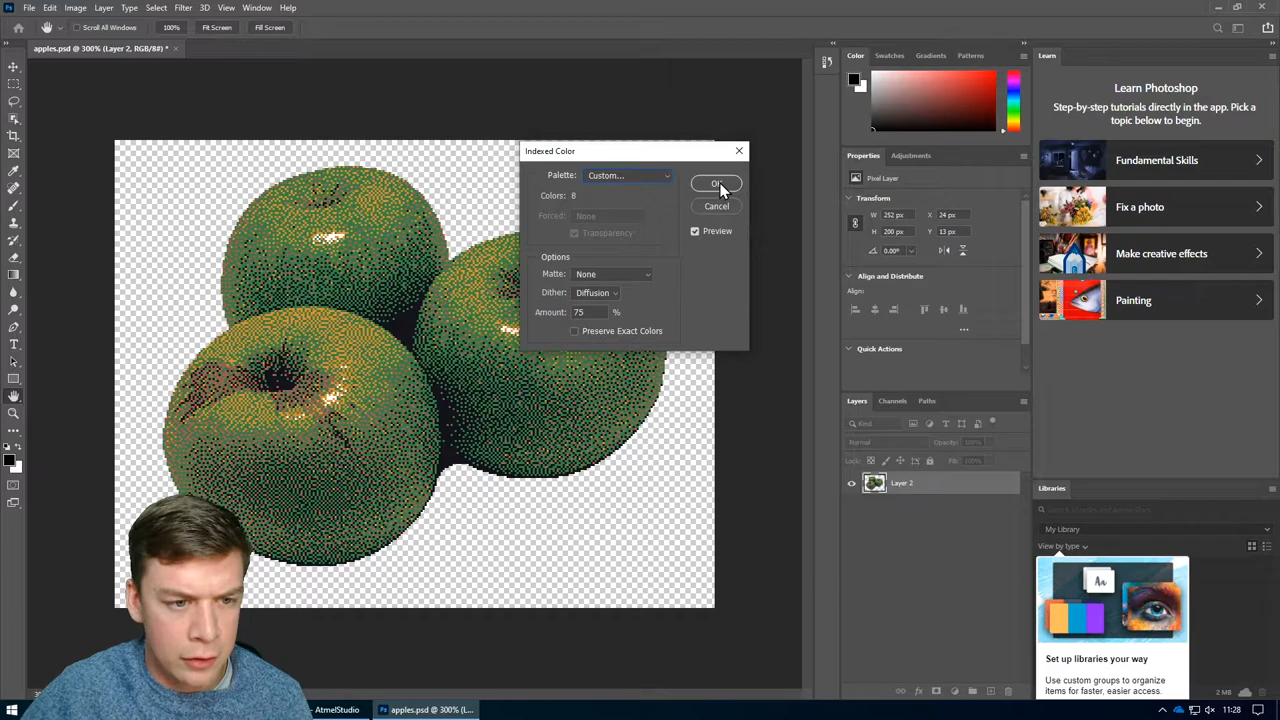 Ps File Edit Image Layer Type Select Filter 3D View Window Help
Scroll All Windows 100% Fit Screen Fill Screen
apples.psd @ 300% (Layer 2, RGB/8#) * ×
Color Swatches Gradients Patterns
Learn
Learn Photoshop
Step-by-step tutorials directly in the app. Pick a
topic below to begin.
Fundamental Skills
Fix a photo
Make creative effects
Painting
Indexed Color
Palette: Custom...
Colors: 8
Forced: None
Transparency
Options
Matte: None
Dither: Diffusion
Amount: 75 %
Preserve Exact Colors
Cancel
Preview
Properties Adjustments
Pixel Layer
Transform
W 252 px X 24 px
H 200 px Y 13 px
0.00°
Align and Distribute
Align:
Quick Actions
Layers Channels Paths
Kind
Normal Opacity: 100%
Lock: Fill: 100%
Layer 2
Libraries
My Library
View by type
Aa
Set up libraries your way
Use custom groups to organize
items for faster, easier access.
2 MB
AtmelStudio
Ps apples.psd @ 300% (L...
11:28